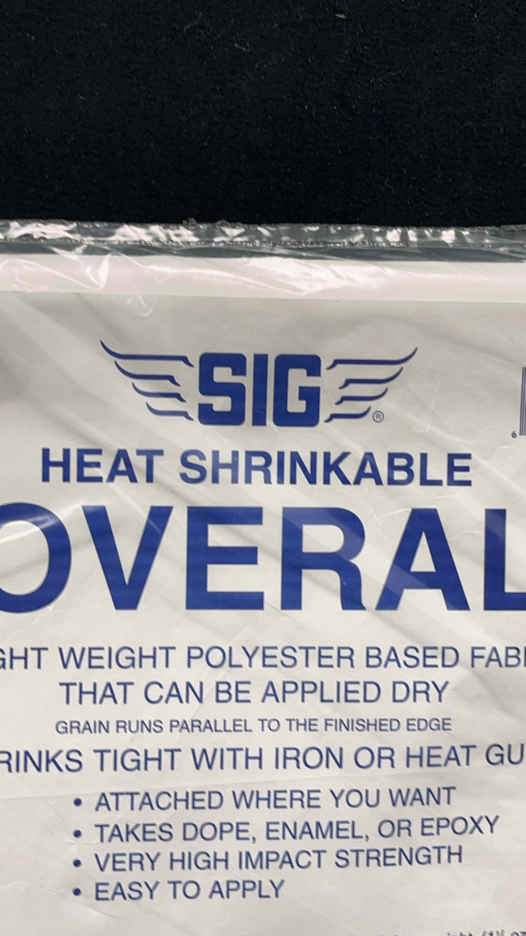 SIG®
HEAT SHRINKABLE
OVERAL
GHT WEIGHT POLYESTER BASED FAB
THAT CAN BE APPLIED DRY
GRAIN RUNS PARALLEL TO THE FINISHED EDGE
RINKS TIGHT WITH IRON OR HEAT GU
• ATTACHED WHERE YOU WANT
• TAKES DOPE, ENAMEL, OR EPOXY
• VERY HIGH IMPACT STRENGTH
• EASY TO APPLY